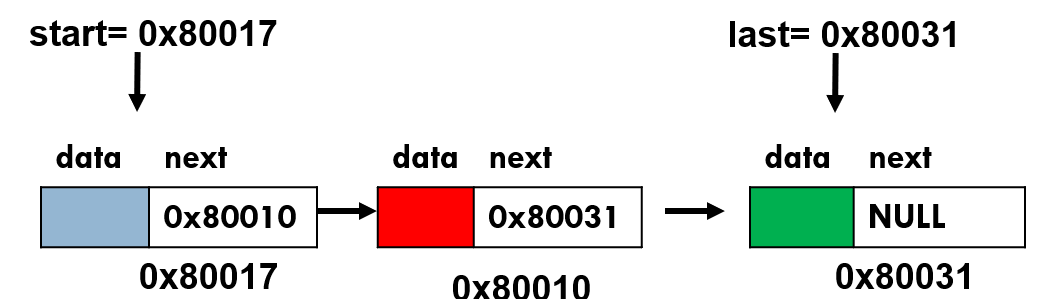 start= 0x80017 last= 0x80031
data next data next data next
0x80010 0x80031 NULL
0x80017 0x80010 0x80031